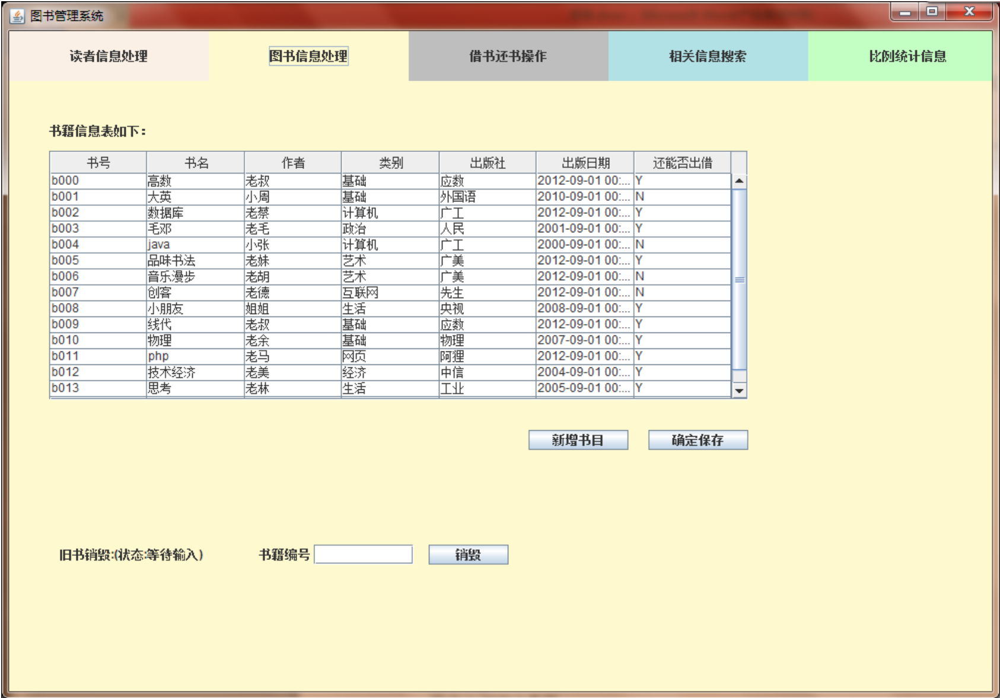 图书管理系统
读者信息处理 图书信息处理 借书还书操作 相关信息搜索 比例统计信息
书籍信息表如下：
书号 书名 作者 类别 出版社 出版日期 还能否出借
b000 高数 老叔 基础 应数 2012-09-01 00:... Y
b001 大英 小周 基础 外国语 2010-09-01 00:... N
b002 数据库 老蔡 计算机 广工 2012-09-01 00:... Y
b003 毛邓 老毛 政治 人民 2001-09-01 00:... Y
b004 java 小张 计算机 广工 2000-09-01 00:... N
b005 品味书法 老妹 艺术 广美 2012-09-01 00:... Y
b006 音乐漫步 老胡 艺术 广美 2012-09-01 00:... N
b007 创客 老德 互联网 先生 2012-09-01 00:... N
b008 小朋友 姐姐 生活 央视 2008-09-01 00:... Y
b009 线代 老叔 基础 应数 2012-09-01 00:... Y
b010 物理 老余 基础 物理 2007-09-01 00:... Y
b011 php 老马 网页 阿狸 2012-09-01 00:... Y
b012 技术经济 老美 经济 中信 2004-09-01 00:... Y
b013 思考 老林 生活 工业 2005-09-01 00:... Y
新增书目 确定保存
旧书销毁:(状态:等待输入) 书籍编号 销毁